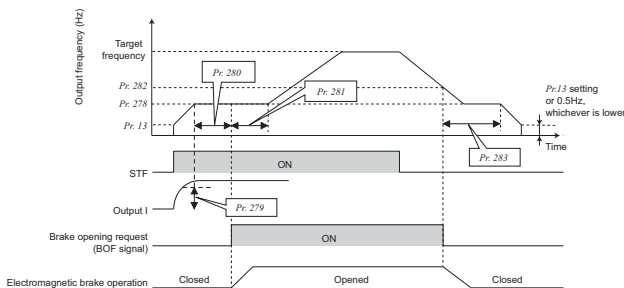 Output frequency (Hz)
Target
frequency
Pr. 280
Pr. 282
Pr. 281
Pr. 278
Pr. 13
Pr.13 setting
or 0.5Hz,
whichever is lower
Time
Pr. 283
STF
ON
Output I
Pr. 279
Brake opening request
(BOF signal)
ON
Electromagnetic brake operation
Closed
Opened
Closed